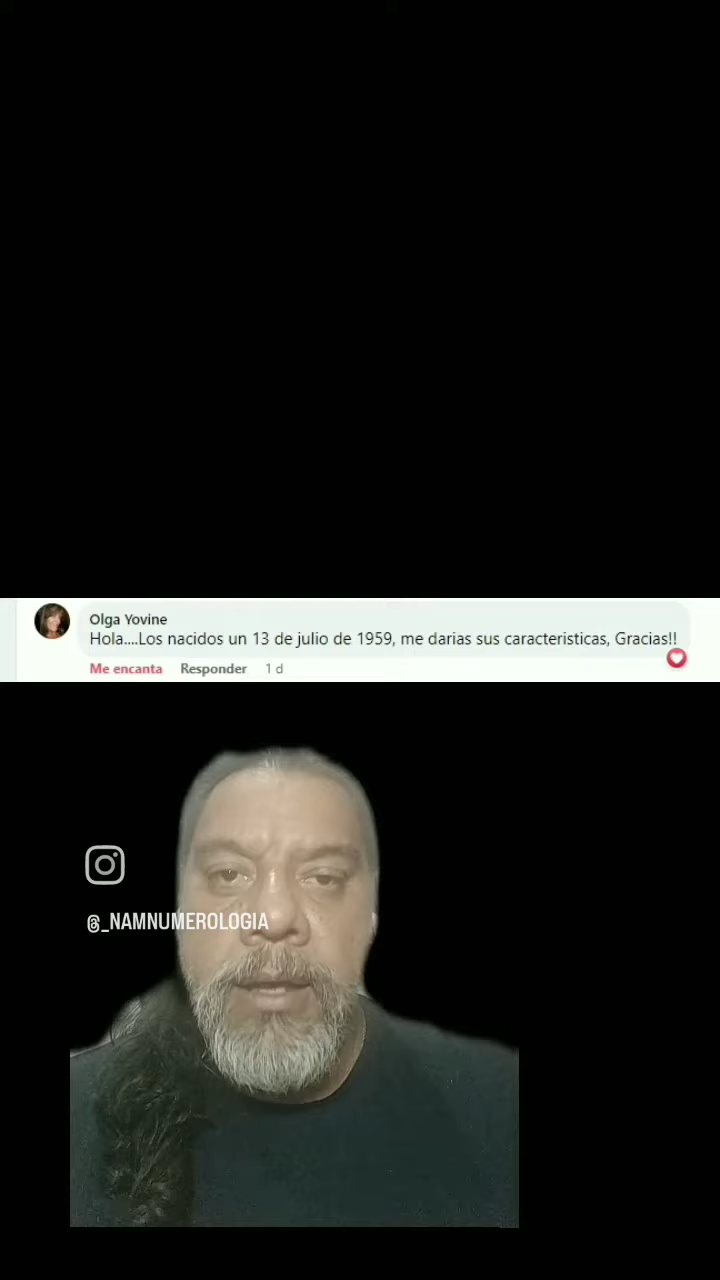 Olga Yovine
Hola....Los nacidos un 13 de julio de 1959, me darias sus caracteristicas, Gracias!!
Me encanta Responder 1 d
@_NAMNUMEROLOGIA